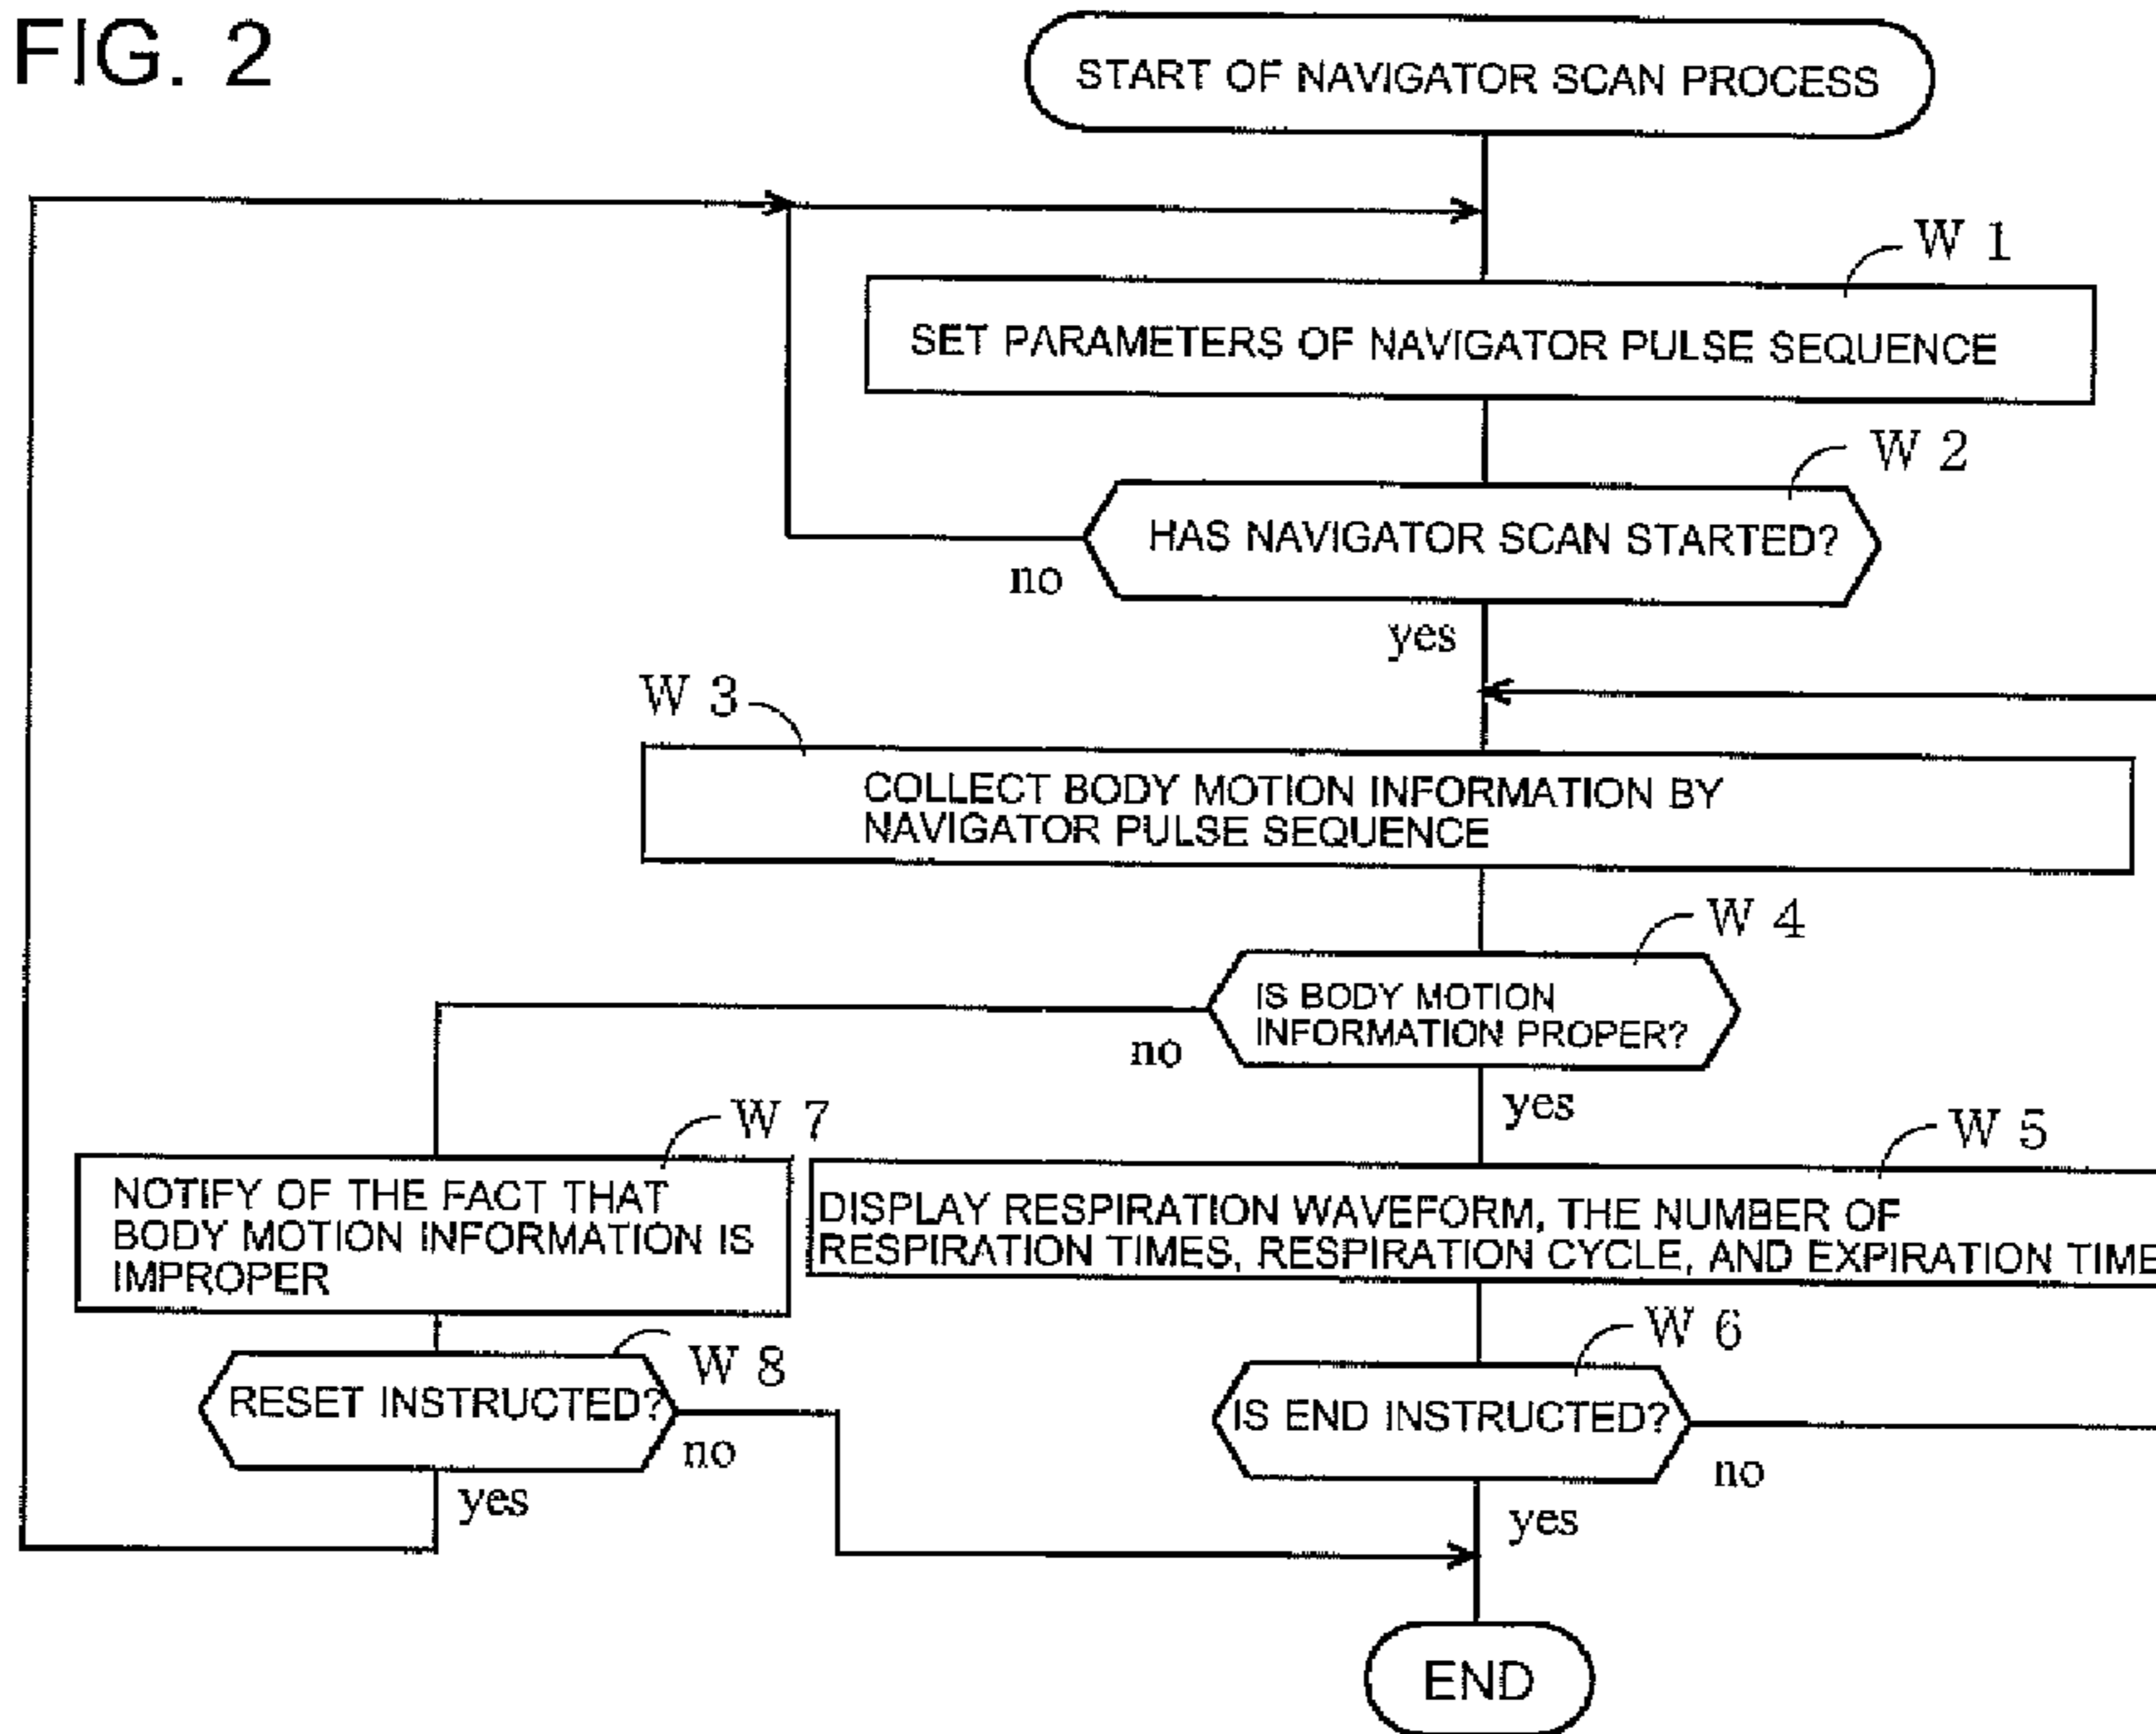 FIG. 2
START OF NAVIGATOR SCAN PROCESS
W 1
SET PARAMETERS OF NAVIGATOR PULSE SEQUENCE
W 2
HAS NAVIGATOR SCAN STARTED?
no
yes
W 3
COLLECT BODY MOTION INFORMATION BY
NAVIGATOR PULSE SEQUENCE
W 4
IS BODY MOTION
INFORMATION PROPER?
no
yes
W 7
NOTIFY OF THE FACT THAT
BODY MOTION INFORMATION IS
IMPROPER
W 5
DISPLAY RESPIRATION WAVEFORM, THE NUMBER OF
RESPIRATION TIMES, RESPIRATION CYCLE, AND EXPIRATION TIME
W 8
RESET INSTRUCTED?
no
yes
W 6
IS END INSTRUCTED?
no
yes
END